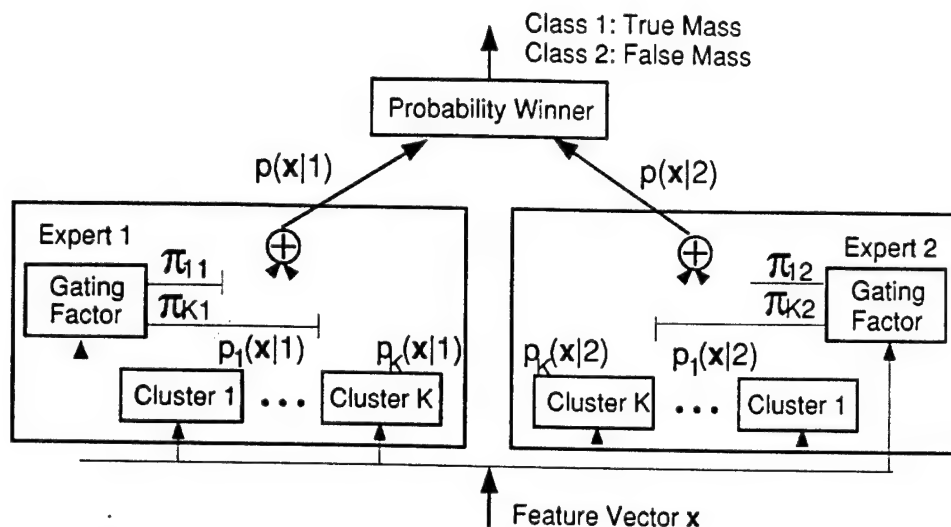 Class 1: True Mass
Class 2: False Mass
Probability Winner
p(x|1)
p(x|2)
Expert 1
π11
Gating
Factor
πK1
p1(x|1)
pK(x|1)
Cluster 1
• • •
Cluster K
Expert 2
π12
Gating
Factor
πK2
pK(x|2)
p1(x|2)
Cluster K
• • •
Cluster 1
Feature Vector x